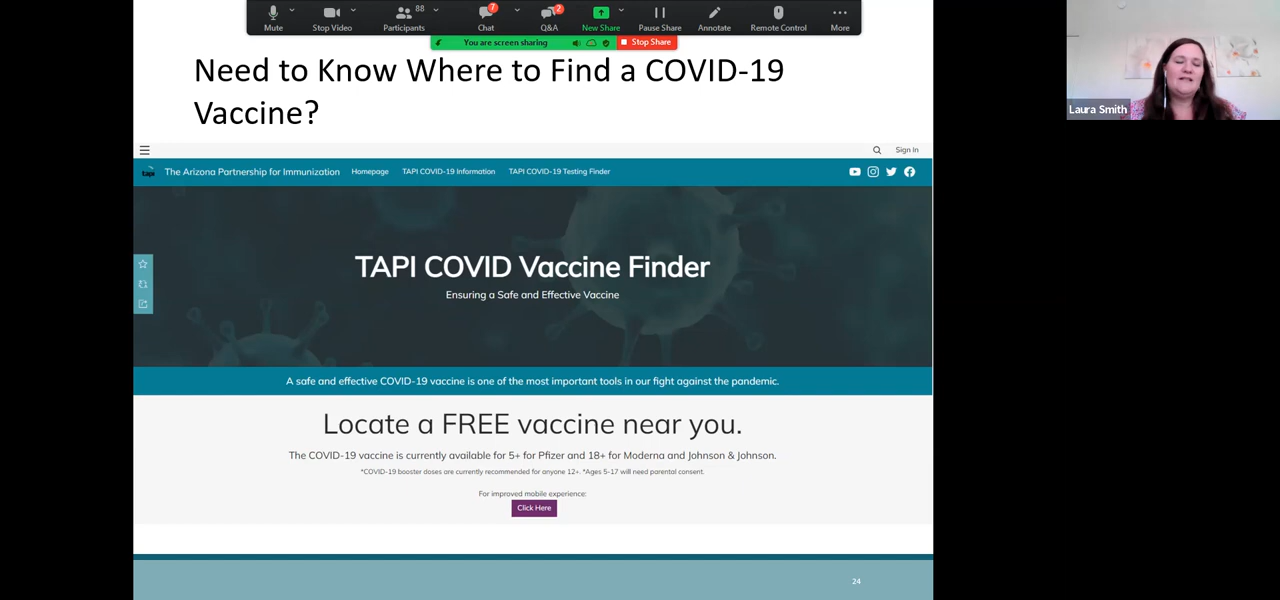 88
7
2
Mute
Stop Video
Participants
Chat
Q&A
New Share
Pause Share
Annotate
Remote Control
More
You are screen sharing
Stop Share
Need to Know Where to Find a COVID-19
Vaccine?
Laura Smith
Sign In
tapi
The Arizona Partnership for Immunization
Homepage
TAPI COVID-19 Information
TAPI COVID-19 Testing Finder
TAPI COVID Vaccine Finder
Ensuring a Safe and Effective Vaccine
A safe and effective COVID-19 vaccine is one of the most important tools in our fight against the pandemic.
Locate a FREE vaccine near you.
The COVID-19 vaccine is currently available for 5+ for Pfizer and 18+ for Moderna and Johnson & Johnson.
*COVID-19 booster doses are currently recommended for anyone 12+. *Ages 5-17 will need parental consent.
For improved mobile experience:
Click Here
24